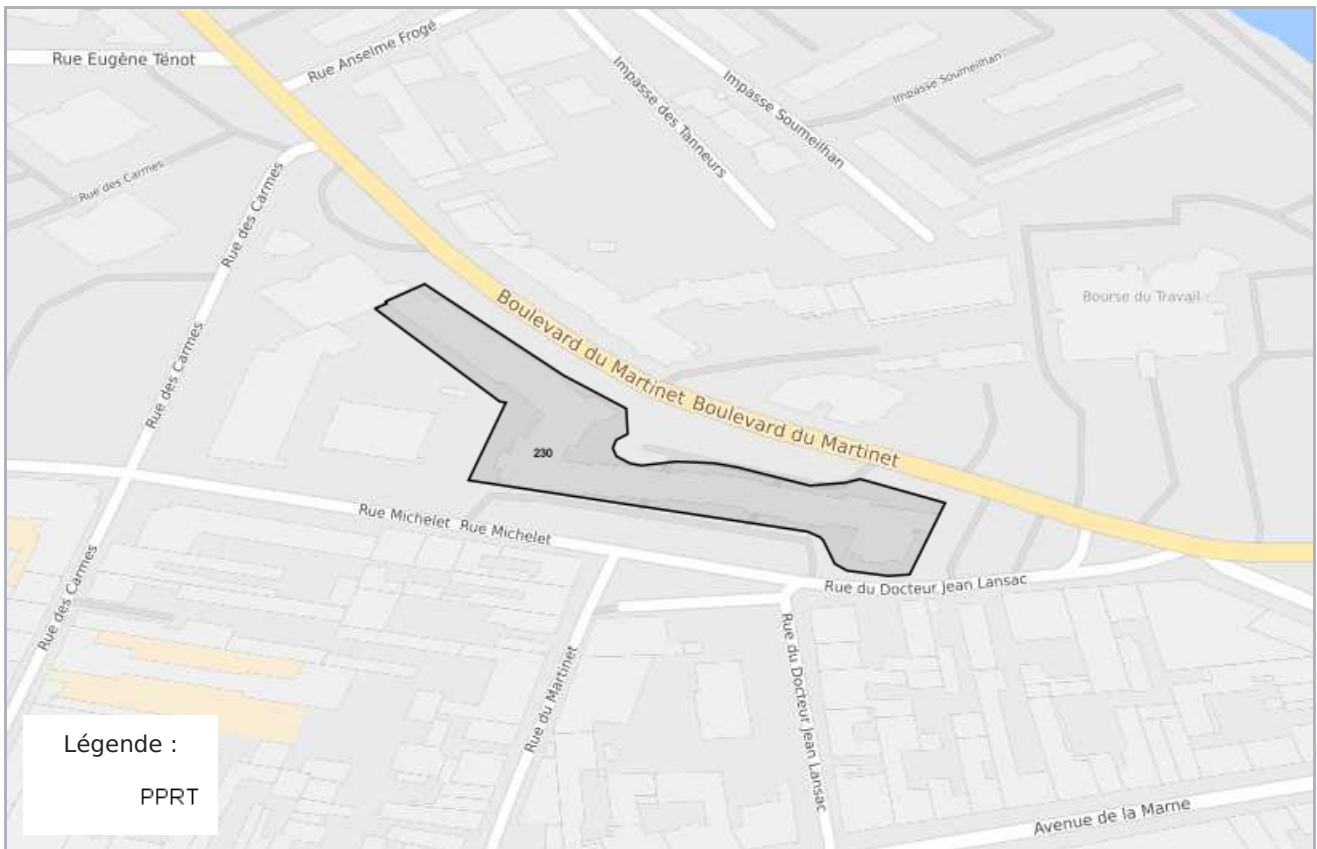 Rue Eugène Ténot
Rue Anselme Frogé
Impasse des Tanneurs
Impasse Soumeilhan
Impasse Soumeilhan
Rue des Carmes
Rue des Carmes
Rue des Carmes
Rue des Carmes
Boulevard du Martinet Boulevard du Martinet
Bourse du Travail
230
Rue Michelet Rue Michelet
Rue du Docteur Jean Lansac
Rue du Martinet
Rue du Docteur Jean Lansac
Avenue de la Marne
Légende :
PPRT